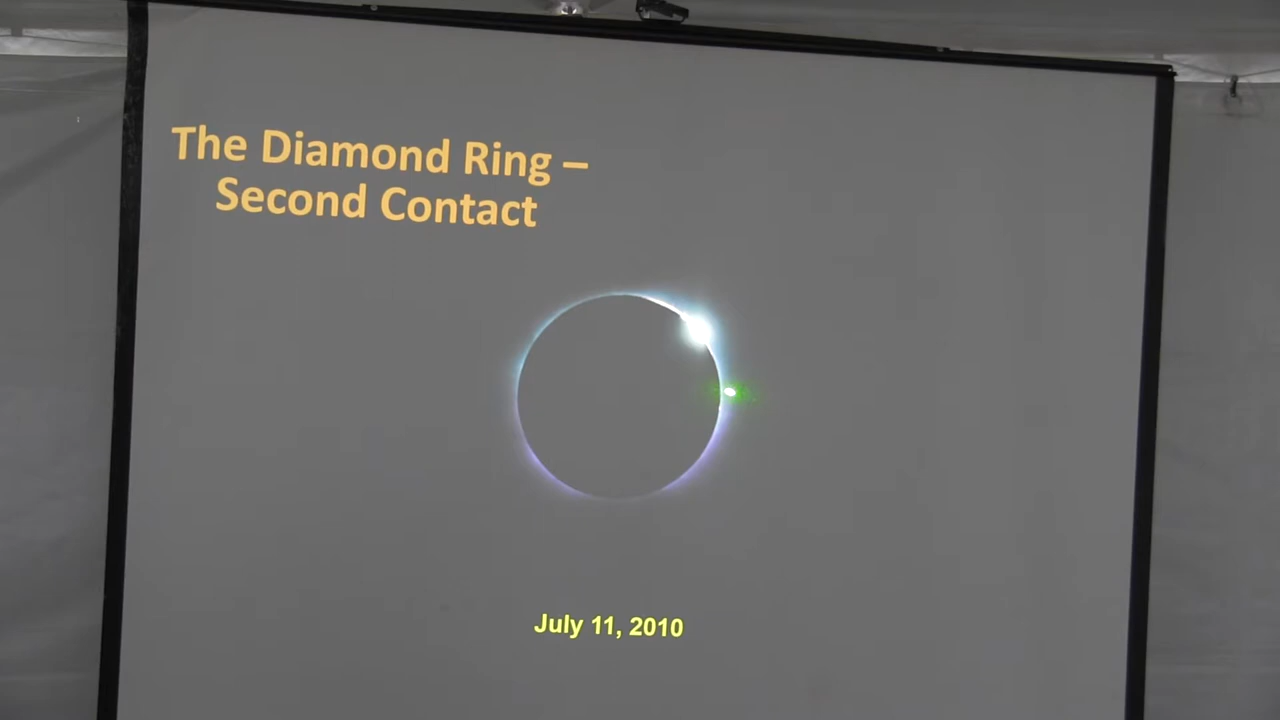 The Diamond Ring –
Second Contact
July 11, 2010